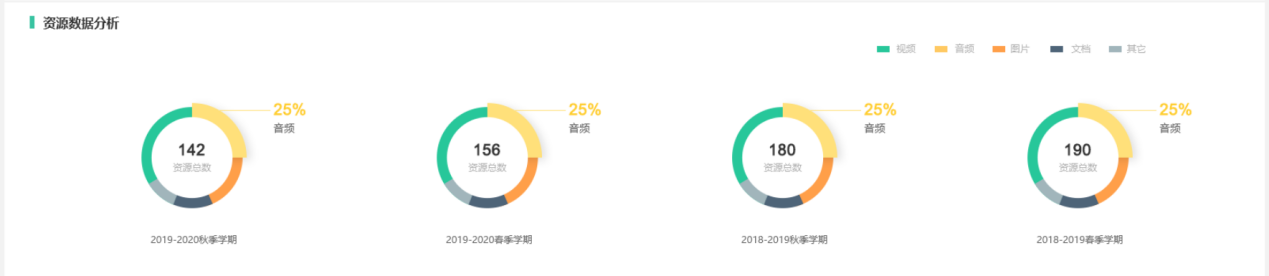 资源数据分析
视频 音频 图片 文档 其它
25%
音频
142
资源总数
2019-2020秋季学期
25%
音频
156
资源总数
2019-2020春季学期
25%
音频
180
资源总数
2018-2019秋季学期
25%
音频
190
资源总数
2018-2019春季学期